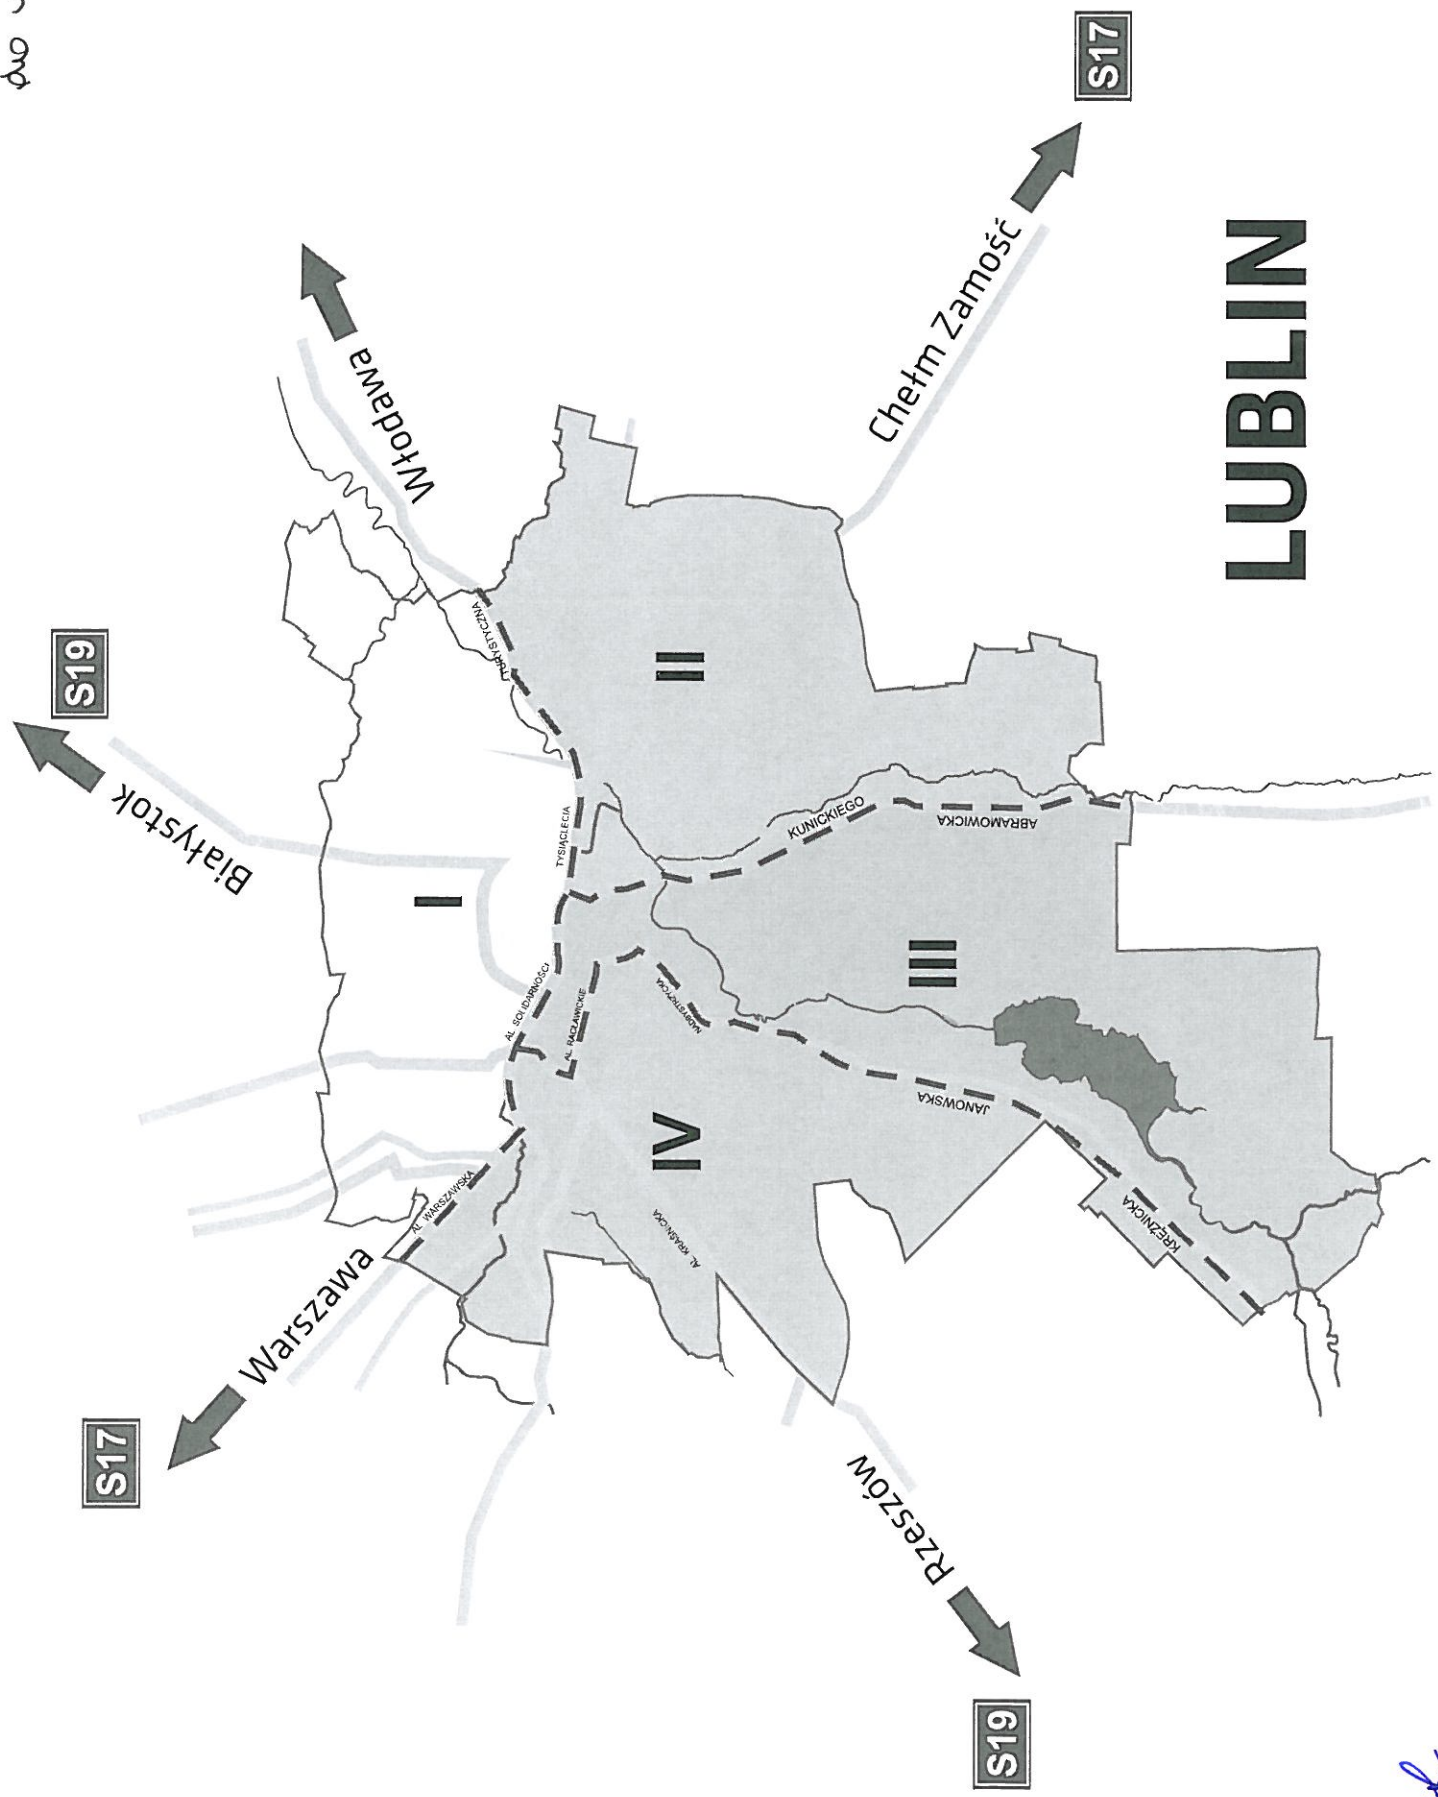 S19
Białystok
S17
Warszawa
Włodawa
I
AL. WARSZAWSKA
AL. SOLIDARNOŚCI
TYSIĄCLECIA
TURYSTYCZNA
AL. RACŁAWICKIE
NADBYSTRZYCKA
AL. KRAŚNICKA
IV
II
KUNICKIEGO
III
JANOWSKA
ABRAMOWICKA
KRĘŻNICKA
Rzeszów
S19
Chełm Zamość
S17
LUBLIN